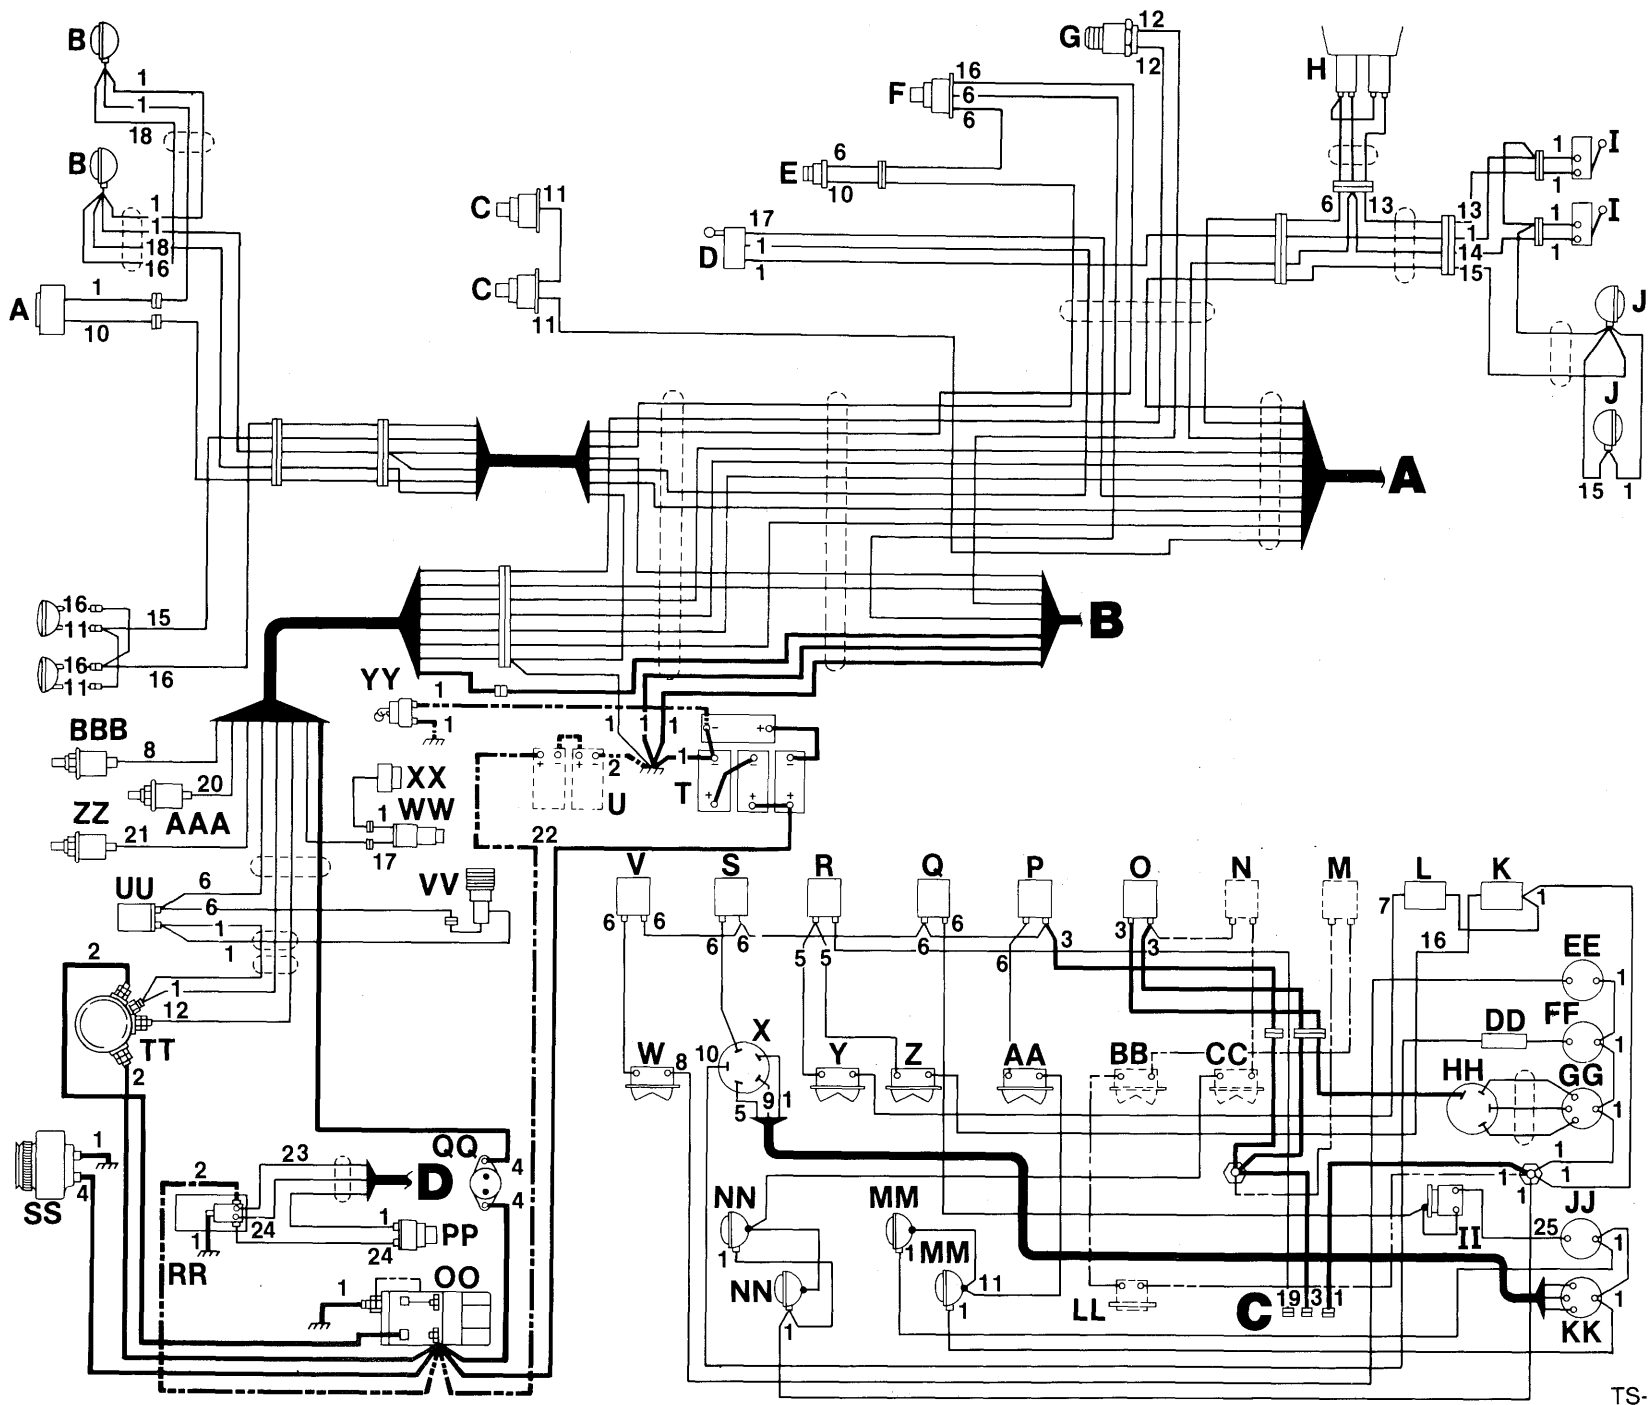 B
1
1
18
B
1
1
18
16
A
1
10
C
11
C
11
G
12
12
F
16
6
6
E
6
10
D
17
1
1
H
6
13
13
1
14
15
1
I
1
1
I
1
J
J
15
1
A
B
16
11
15
16
11
16
YY
1
1
1
1
1
1
2
U
T
22
BBB
8
20
AAA
ZZ
21
XX
WW
1
17
UU
6
6
1
1
VV
2
1
12
TT
2
V
S
R
Q
P
O
N
M
L
K
6
6
6
6
5
5
6
6
6
3
3
3
7
16
1
EE
1
DD
FF
1
W
8
10
X
5
9
1
Y
Z
AA
BB
CC
HH
GG
1
1
1
1
1
SS
1
4
2
23
D
QQ
4
4
1
24
1
24
PP
RR
1
OO
NN
1
NN
1
MM
1
MM
11
1
LL
C
19
3
1
II
25
JJ
1
KK
1
TS-